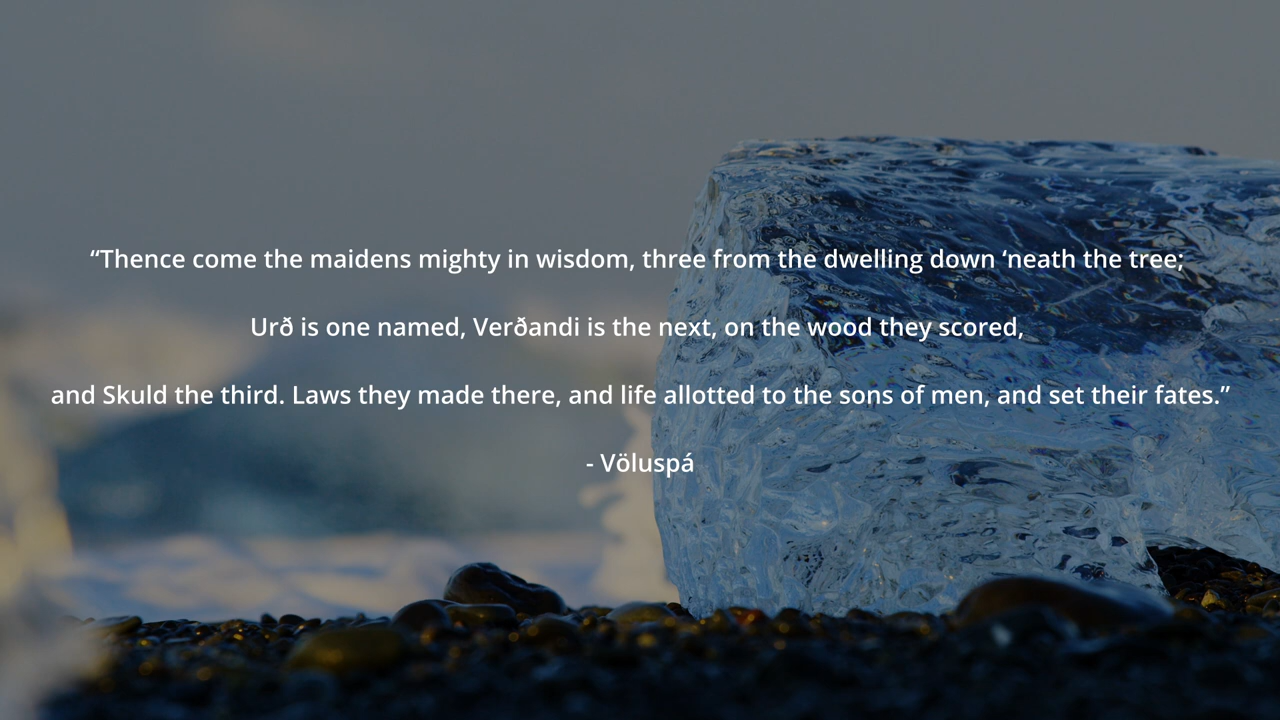 “Thence come the maidens mighty in wisdom, three from the dwelling down ‘neath the tree;
Urð is one named, Verðandi is the next, on the wood they scored,
and Skuld the third. Laws they made there, and life allotted to the sons of men, and set their fates.”
- Völuspá